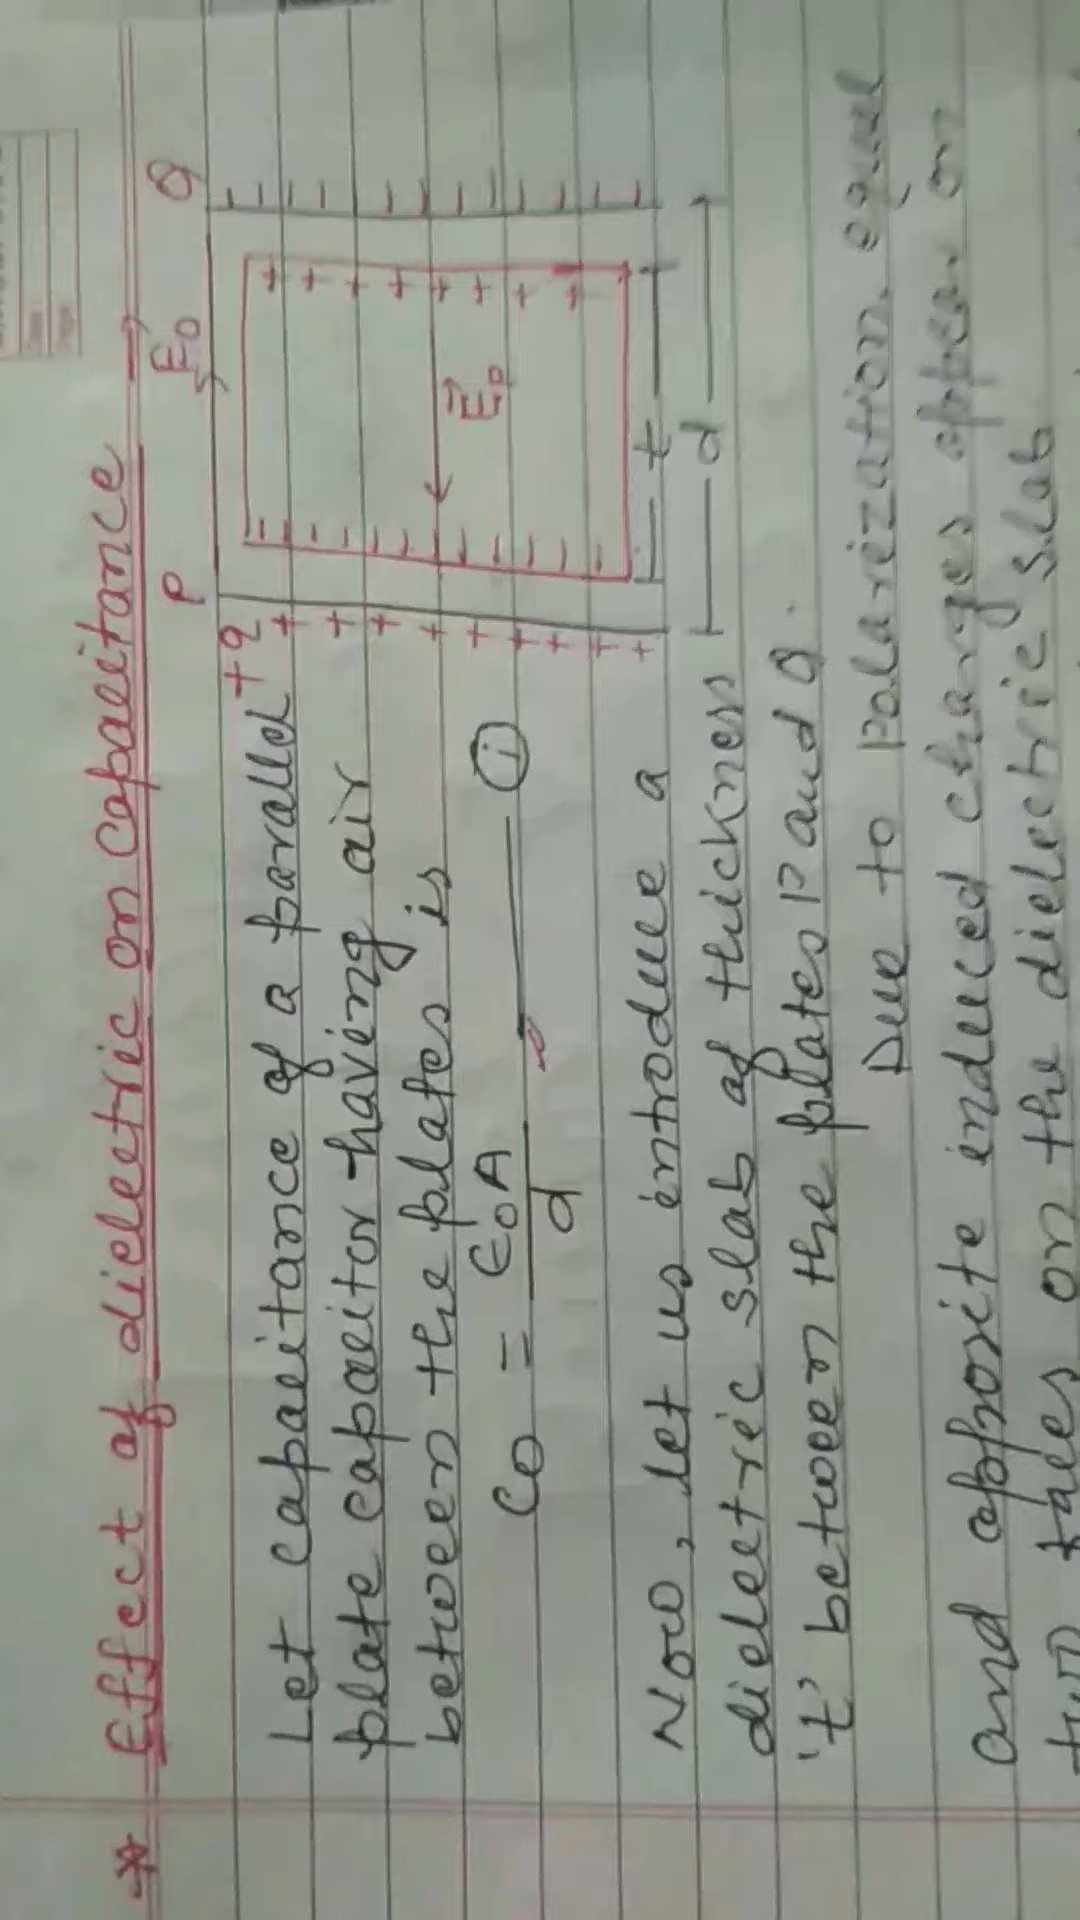 * Effect of dielectric on capacitance →
Let capacitance of a parallel
plate capacitor having air
between the plates is
C₀ = ε₀A/d — (i)
Now, let us introduce a
dielectric slab of thickness
't' between the plates P and Q.
Due to polarization, equal
and opposite induced charges appear on
two faces on the dielectric slab
P E₀ Q
+q
E⃗p
t
d